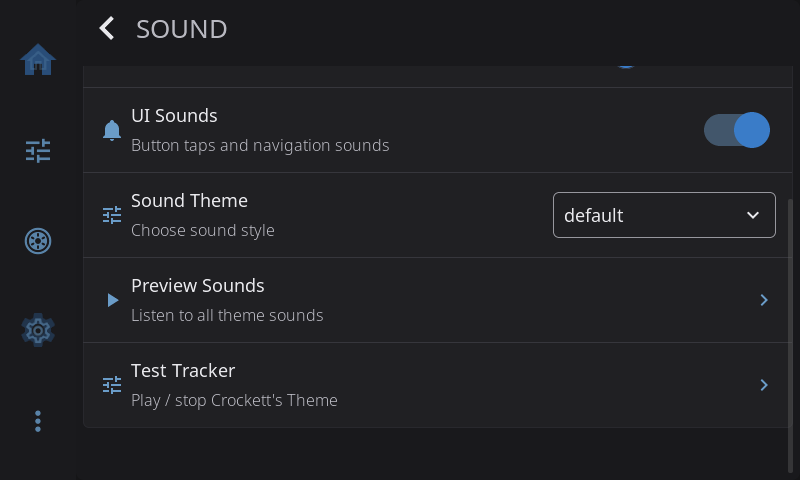 SOUND
UI Sounds
Button taps and navigation sounds
Sound Theme
Choose sound style
default
Preview Sounds
Listen to all theme sounds
Test Tracker
Play / stop Crockett's Theme